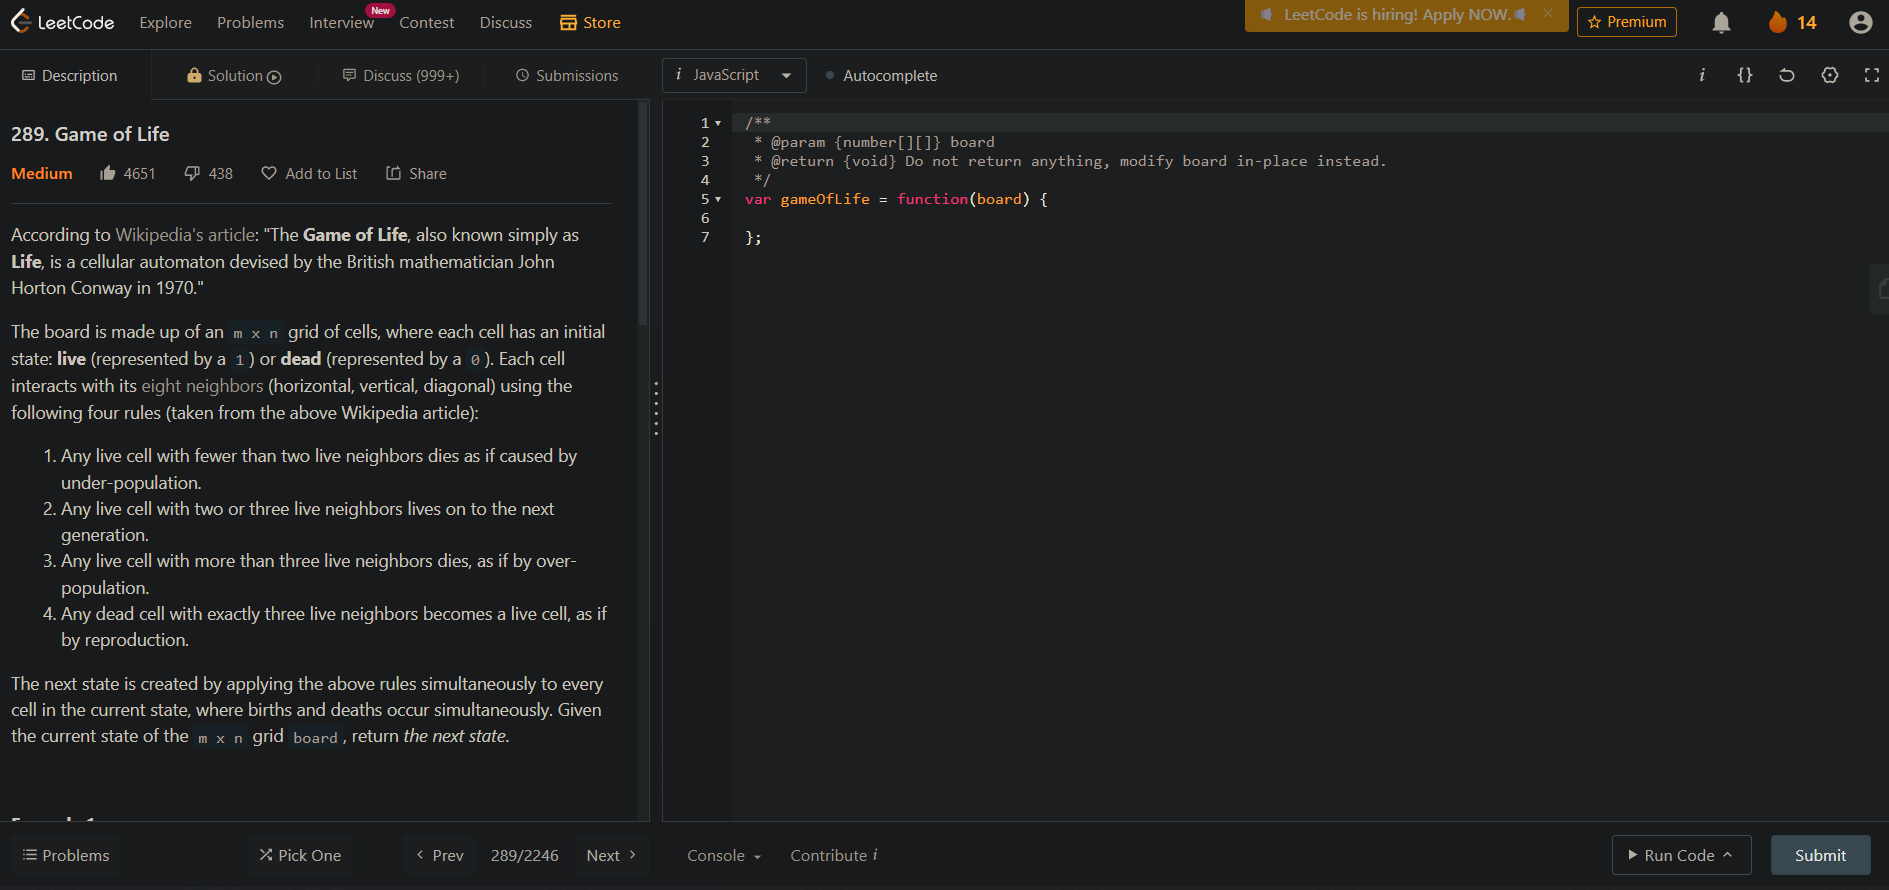 LeetCode Explore Problems Interview New Contest Discuss Store LeetCode is hiring! Apply NOW. × Premium 14
Description Solution Discuss (999+) Submissions i JavaScript Autocomplete i {}
289. Game of Life
Medium 4651 438 Add to List Share
According to Wikipedia's article: "The Game of Life, also known simply as
Life, is a cellular automaton devised by the British mathematician John
Horton Conway in 1970."
The board is made up of an m x n grid of cells, where each cell has an initial
state: live (represented by a 1) or dead (represented by a 0). Each cell
interacts with its eight neighbors (horizontal, vertical, diagonal) using the
following four rules (taken from the above Wikipedia article):
1. Any live cell with fewer than two live neighbors dies as if caused by
under-population.
2. Any live cell with two or three live neighbors lives on to the next
generation.
3. Any live cell with more than three live neighbors dies, as if by over-
population.
4. Any dead cell with exactly three live neighbors becomes a live cell, as if
by reproduction.
The next state is created by applying the above rules simultaneously to every
cell in the current state, where births and deaths occur simultaneously. Given
the current state of the m x n grid board, return the next state.
1 /**
2 * @param {number[][]} board
3 * @return {void} Do not return anything, modify board in-place instead.
4 */
5 var gameOfLife = function(board) {
6
7 };
Problems Pick One Prev 289/2246 Next Console Contribute i Run Code Submit